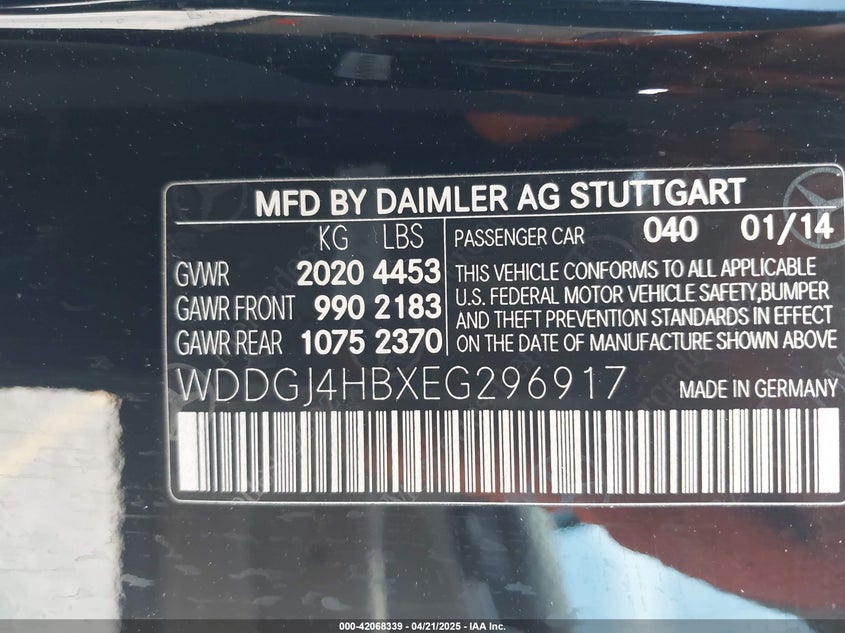 MFD BY DAIMLER AG STUTTGART
KG LBS
PASSENGER CAR 040 01/14
GVWR 2020 4453
GAWR FRONT 990 2183
GAWR REAR 1075 2370
THIS VEHICLE CONFORMS TO ALL APPLICABLE
U.S. FEDERAL MOTOR VEHICLE SAFETY,BUMPER
AND THEFT PREVENTION STANDARDS IN EFFECT
ON THE DATE OF MANUFACTURE SHOWN ABOVE
WDDGJ4HBXEG296917 MADE IN GERMANY
000-42068339 - 04/21/2025 - IAA Inc.